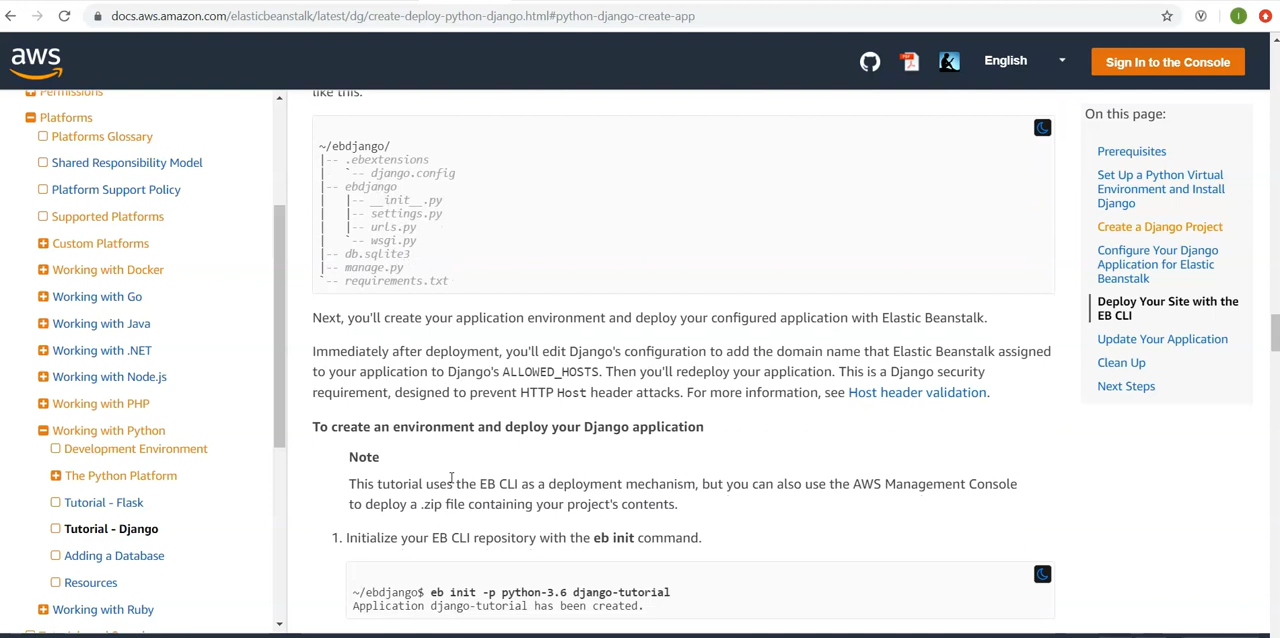 docs.aws.amazon.com/elasticbeanstalk/latest/dg/create-deploy-python-django.html#python-django-create-app
V
I
aws
PDF
English
Sign In to the Console
Permissions
Platforms
Platforms Glossary
Shared Responsibility Model
Platform Support Policy
Supported Platforms
Custom Platforms
Working with Docker
Working with Go
Working with Java
Working with .NET
Working with Node.js
Working with PHP
Working with Python
Development Environment
The Python Platform
Tutorial - Flask
Tutorial - Django
Adding a Database
Resources
Working with Ruby
like this.
~/ebdjango/
|-- .ebextensions
|   `-- django.config
|-- ebdjango
|   |-- __init__.py
|   |-- settings.py
|   |-- urls.py
|   `-- wsgi.py
|-- db.sqlite3
|-- manage.py
`-- requirements.txt
Next, you'll create your application environment and deploy your configured application with Elastic Beanstalk.
Immediately after deployment, you'll edit Django's configuration to add the domain name that Elastic Beanstalk assigned
to your application to Django's ALLOWED_HOSTS. Then you'll redeploy your application. This is a Django security
requirement, designed to prevent HTTP Host header attacks. For more information, see Host header validation.
To create an environment and deploy your Django application
Note
This tutorial uses the EB CLI as a deployment mechanism, but you can also use the AWS Management Console
to deploy a .zip file containing your project's contents.
1. Initialize your EB CLI repository with the eb init command.
~/ebdjango$ eb init -p python-3.6 django-tutorial
Application django-tutorial has been created.
On this page:
Prerequisites
Set Up a Python Virtual
Environment and Install
Django
Create a Django Project
Configure Your Django
Application for Elastic
Beanstalk
Deploy Your Site with the
EB CLI
Update Your Application
Clean Up
Next Steps